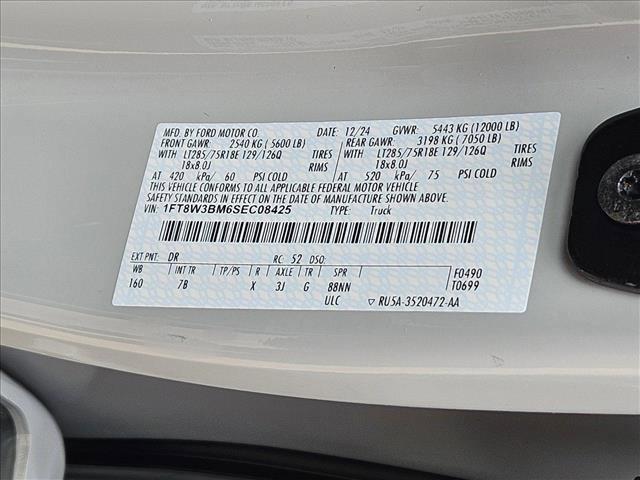 MFD. BY FORD MOTOR CO. DATE: 12/24 GVWR: 5443 KG (12000 LB)
FRONT GAWR: 2540 KG ( 5600 LB) REAR GAWR: 3198 KG ( 7050 LB)
WITH LT285/75R18E 129/126Q TIRES WITH LT285/75R18E 129/126Q TIRES
18x8.0J RIMS 18x8.0J RIMS
AT 420 kPa/ 60 PSI COLD AT 520 kPa/ 75 PSI COLD
THIS VEHICLE CONFORMS TO ALL APPLICABLE FEDERAL MOTOR VEHICLE
SAFETY STANDARDS IN EFFECT ON THE DATE OF MANUFACTURE SHOWN ABOVE.
VIN: 1FT8W3BM6SEC08425 TYPE: Truck
EXT PNT: DR RC: 52 DSO:
WB INT TR TP/PS R AXLE TR SPR F0490
160 7B X 3J G 88NN T0699
ULC RU5A-3520472-AA